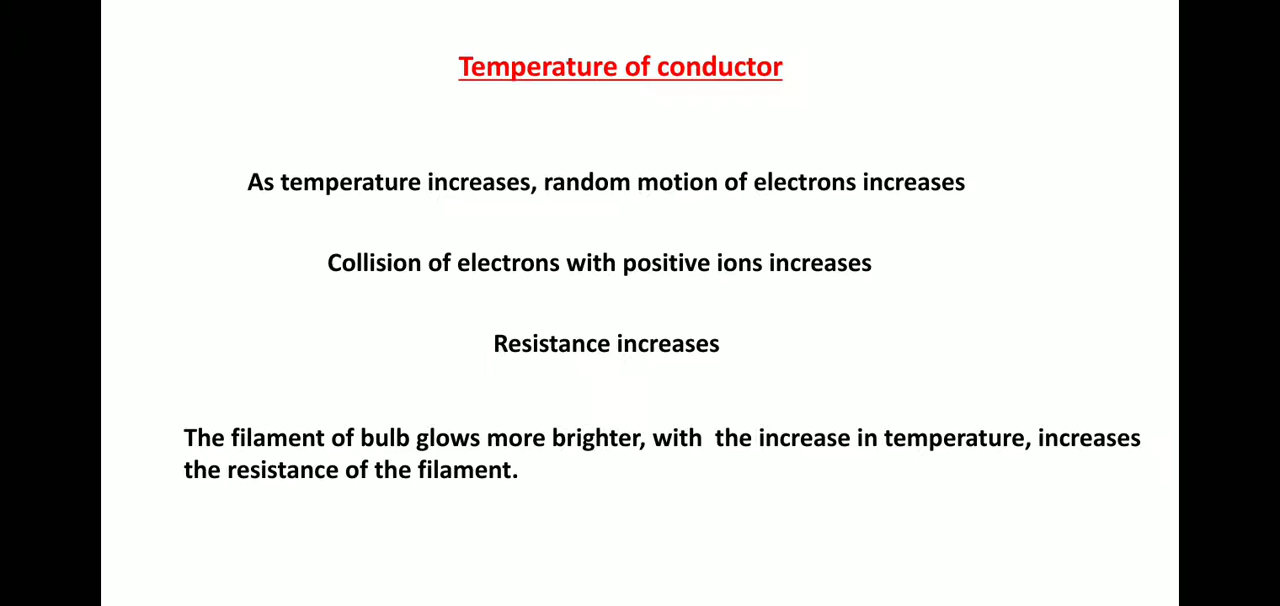 Temperature of conductor
As temperature increases, random motion of electrons increases
Collision of electrons with positive ions increases
Resistance increases
The filament of bulb glows more brighter, with the increase in temperature, increases
the resistance of the filament.